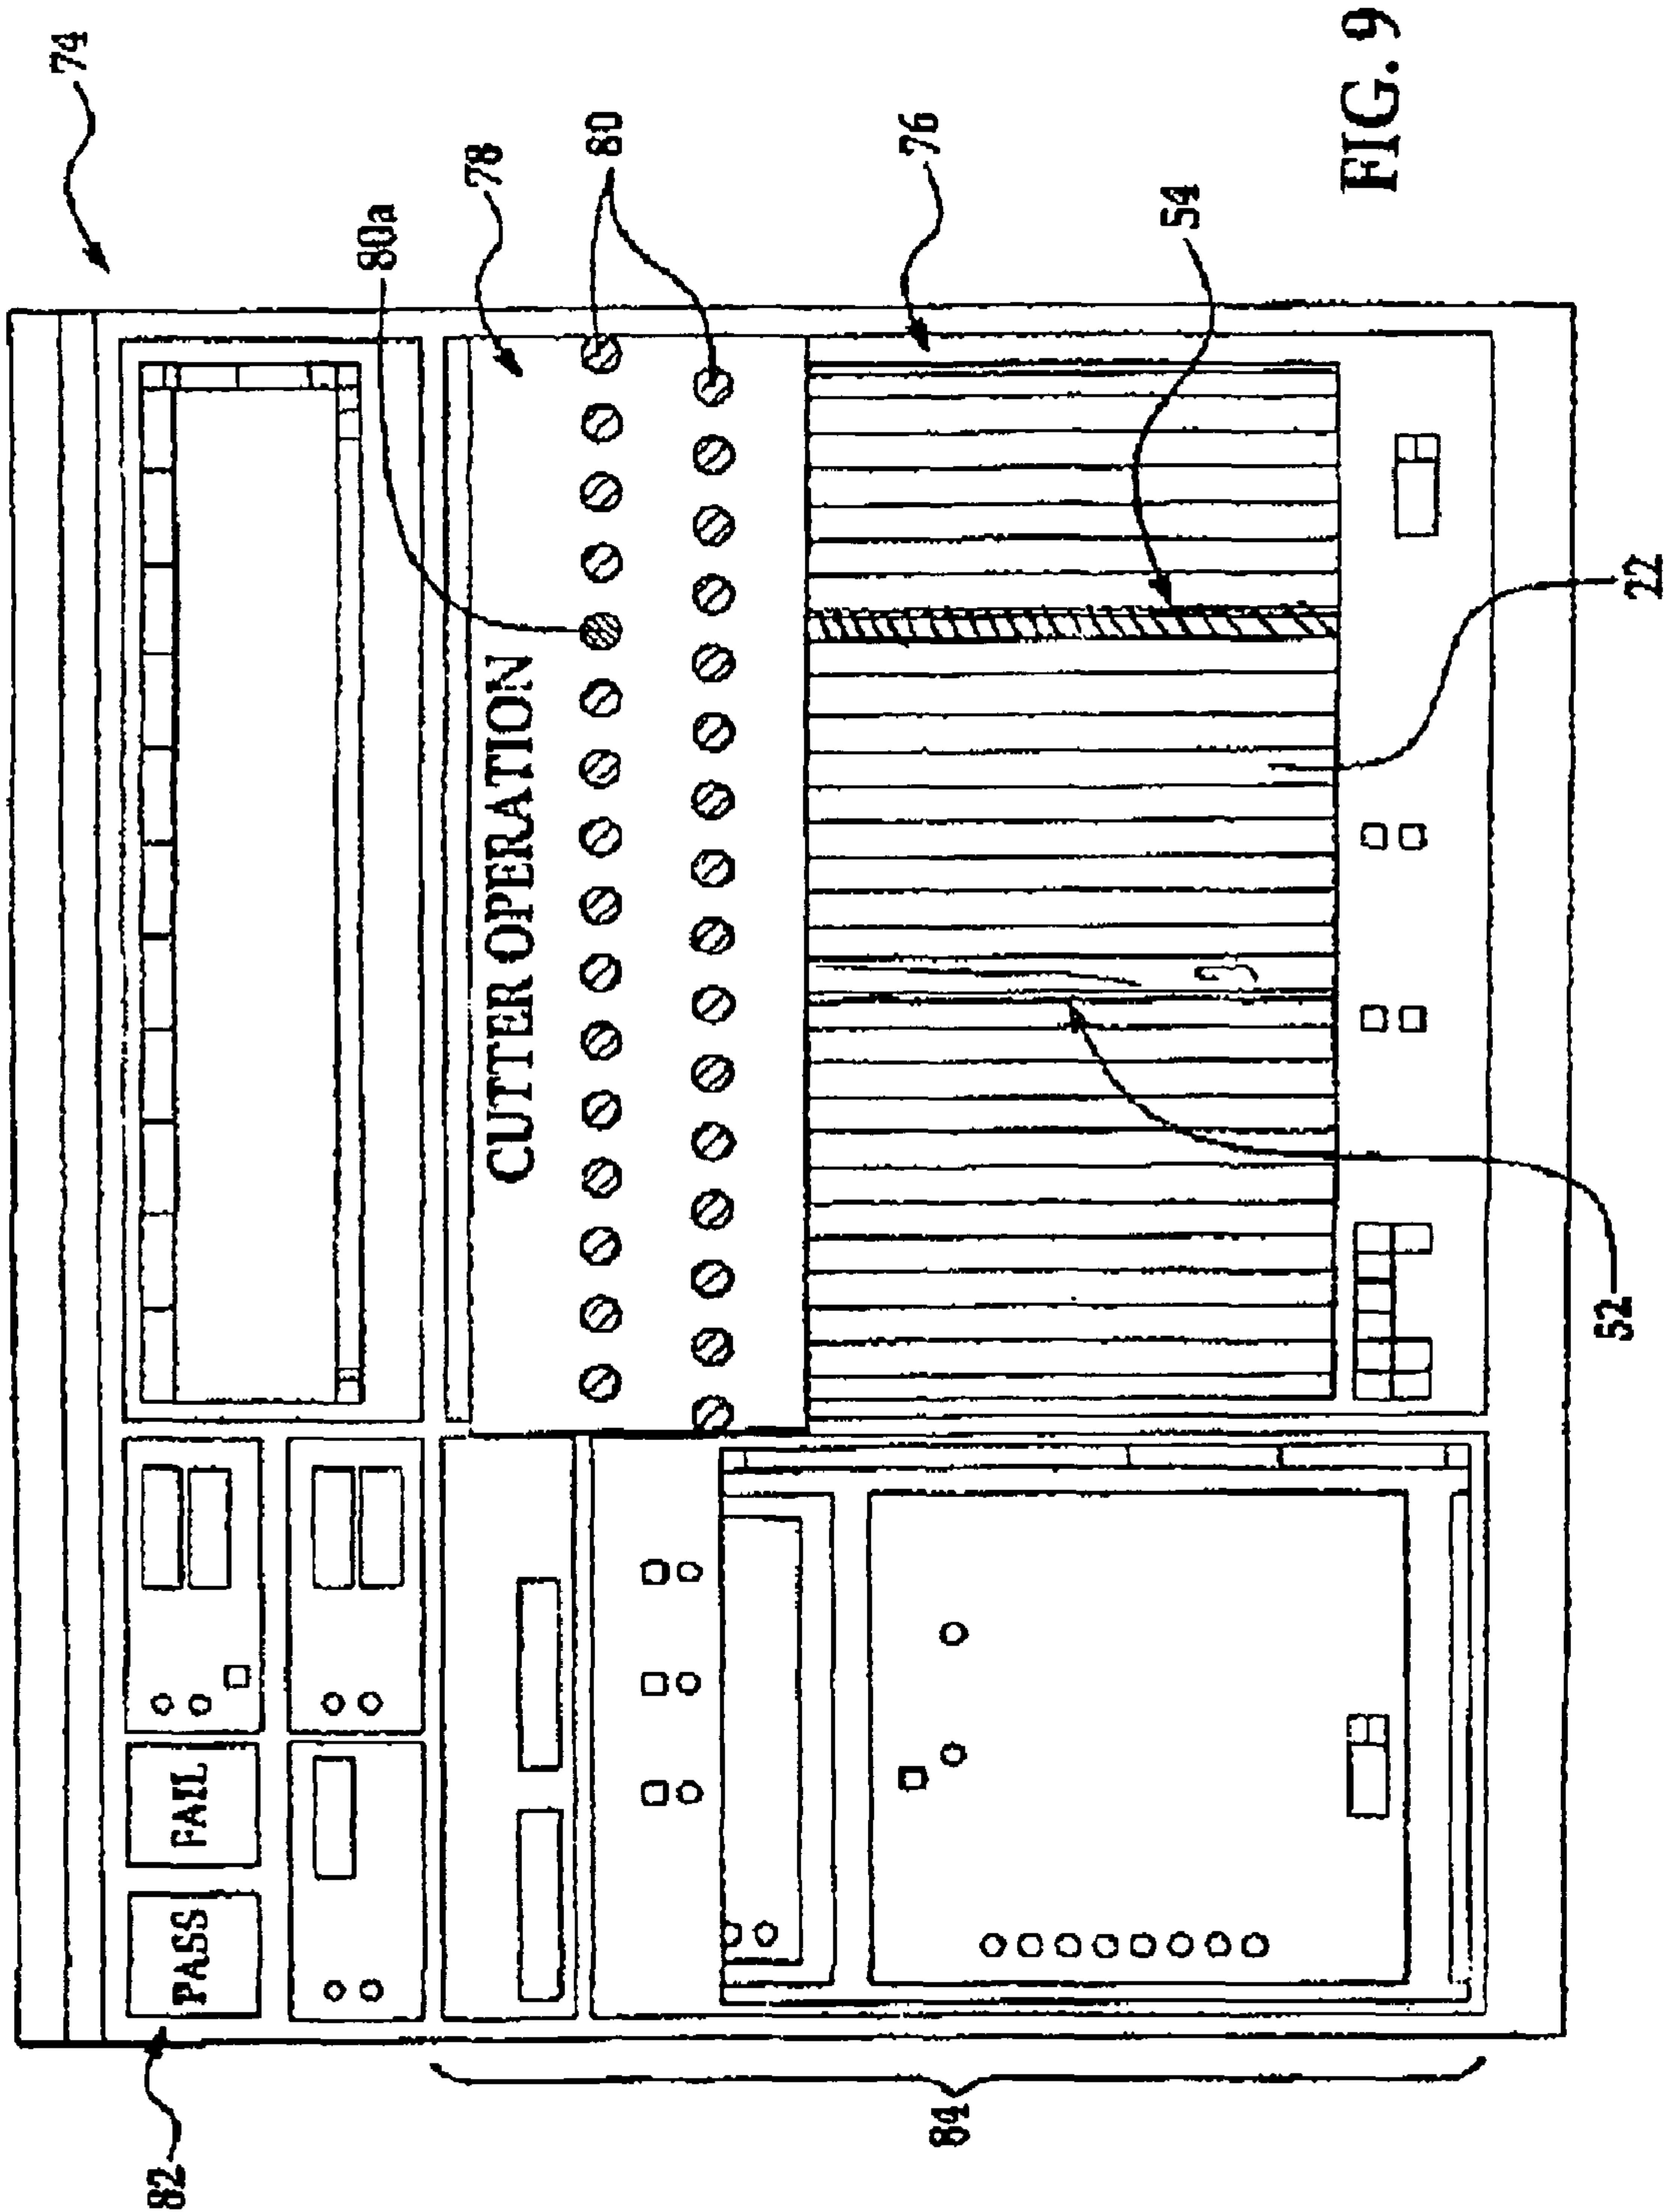 74
82
PASS
FAIL
80a
78
80
CUTTER OPERATION
76
54
84
52
22
FIG. 9